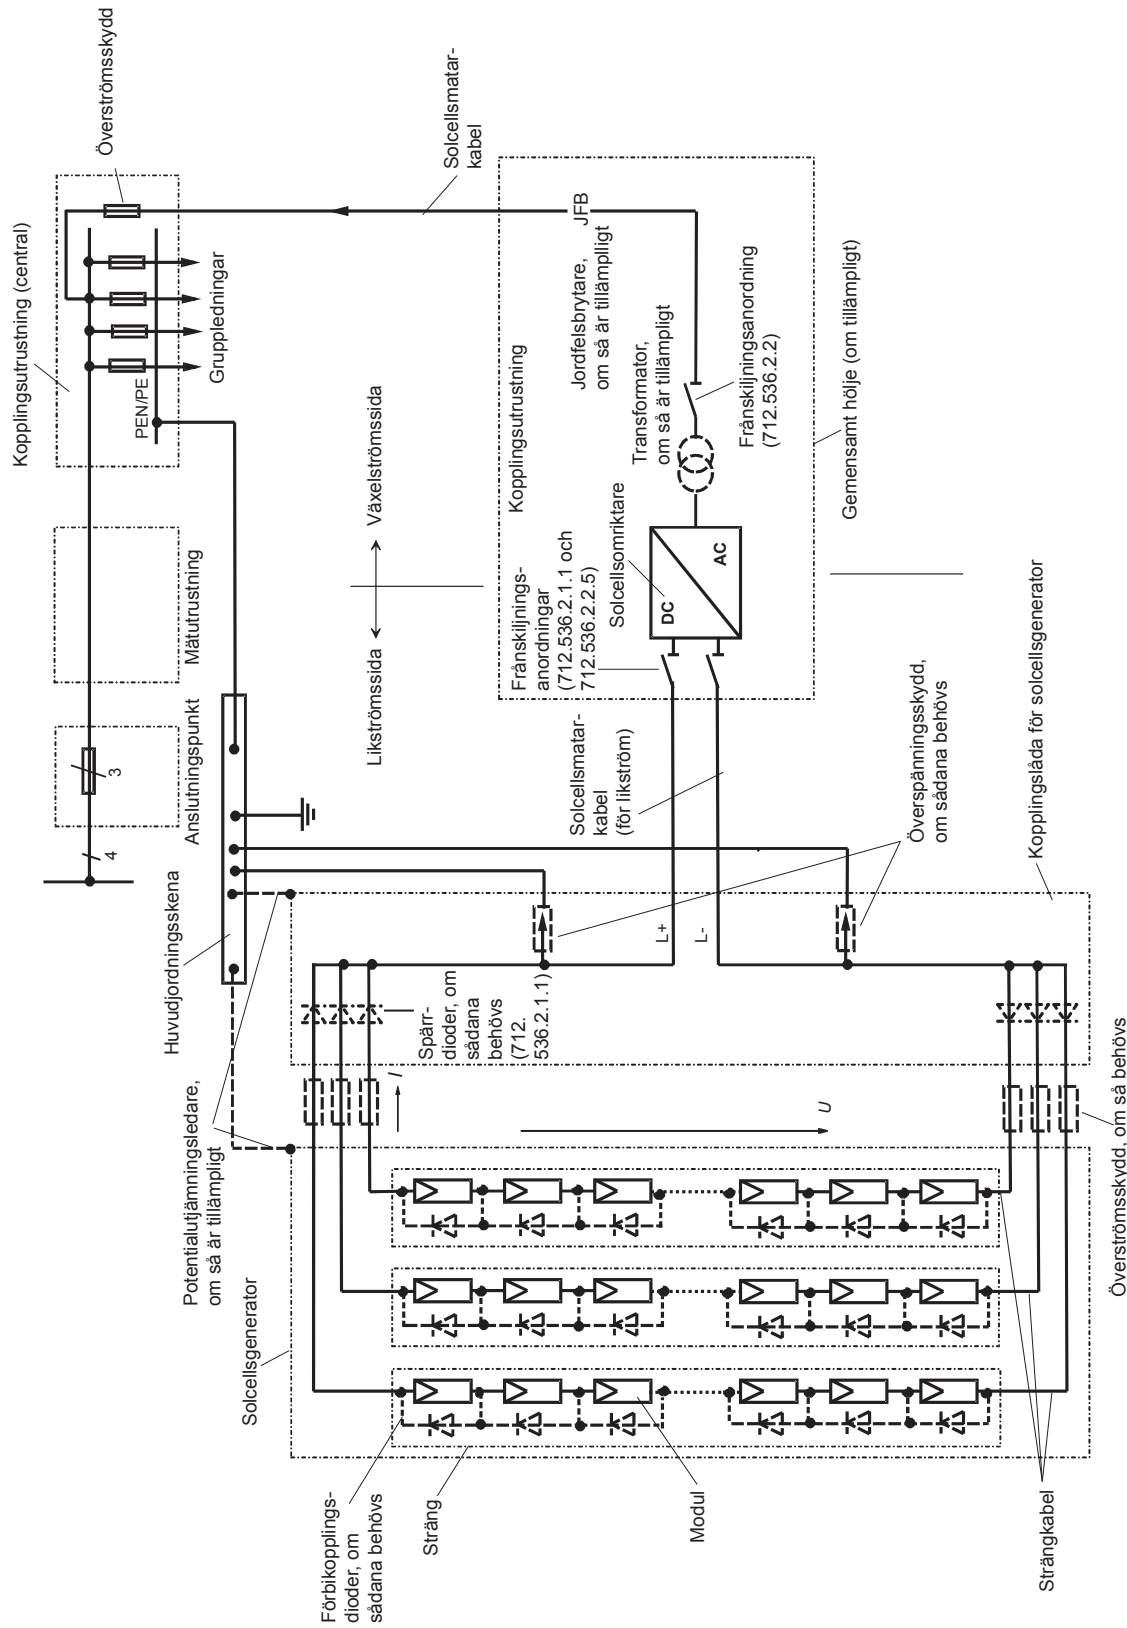 Kopplingsutrustning (central)
Överströmsskydd
Solcellsmatar-
kabel
PEN/PE
Gruppledningar
Mätutrustning
Anslutningspunkt
3
4
Huvudjordningsskena
Likströmssida
Växelströmssida
Kopplingsutrustning
JFB
Jordfelsbrytare,
om så är tillämplligt
Transformator,
om så är tillämpligt
Frånskiljningsanordning
(712.536.2.2)
Gemensamt hölje (om tillämpligt)
Frånskiljnings-
anordningar
(712.536.2.1.1 och
712.536.2.2.5)
Solcellsomriktare
DC
AC
Solcellsmatar-
kabel
(för likström)
Överspänningsskydd,
om sådana behövs
Kopplingslåda för solcellsgenerator
L+
L-
Spärr-
dioder, om
sådana
behövs
(712.
536.2.1.1)
I
U
Potentialutjämningsledare,
om så är tillämpligt
Solcellsgenerator
Överströmsskydd, om så behövs
Förbikopplings-
dioder, om
sådana behövs
Sträng
Modul
Strängkabel